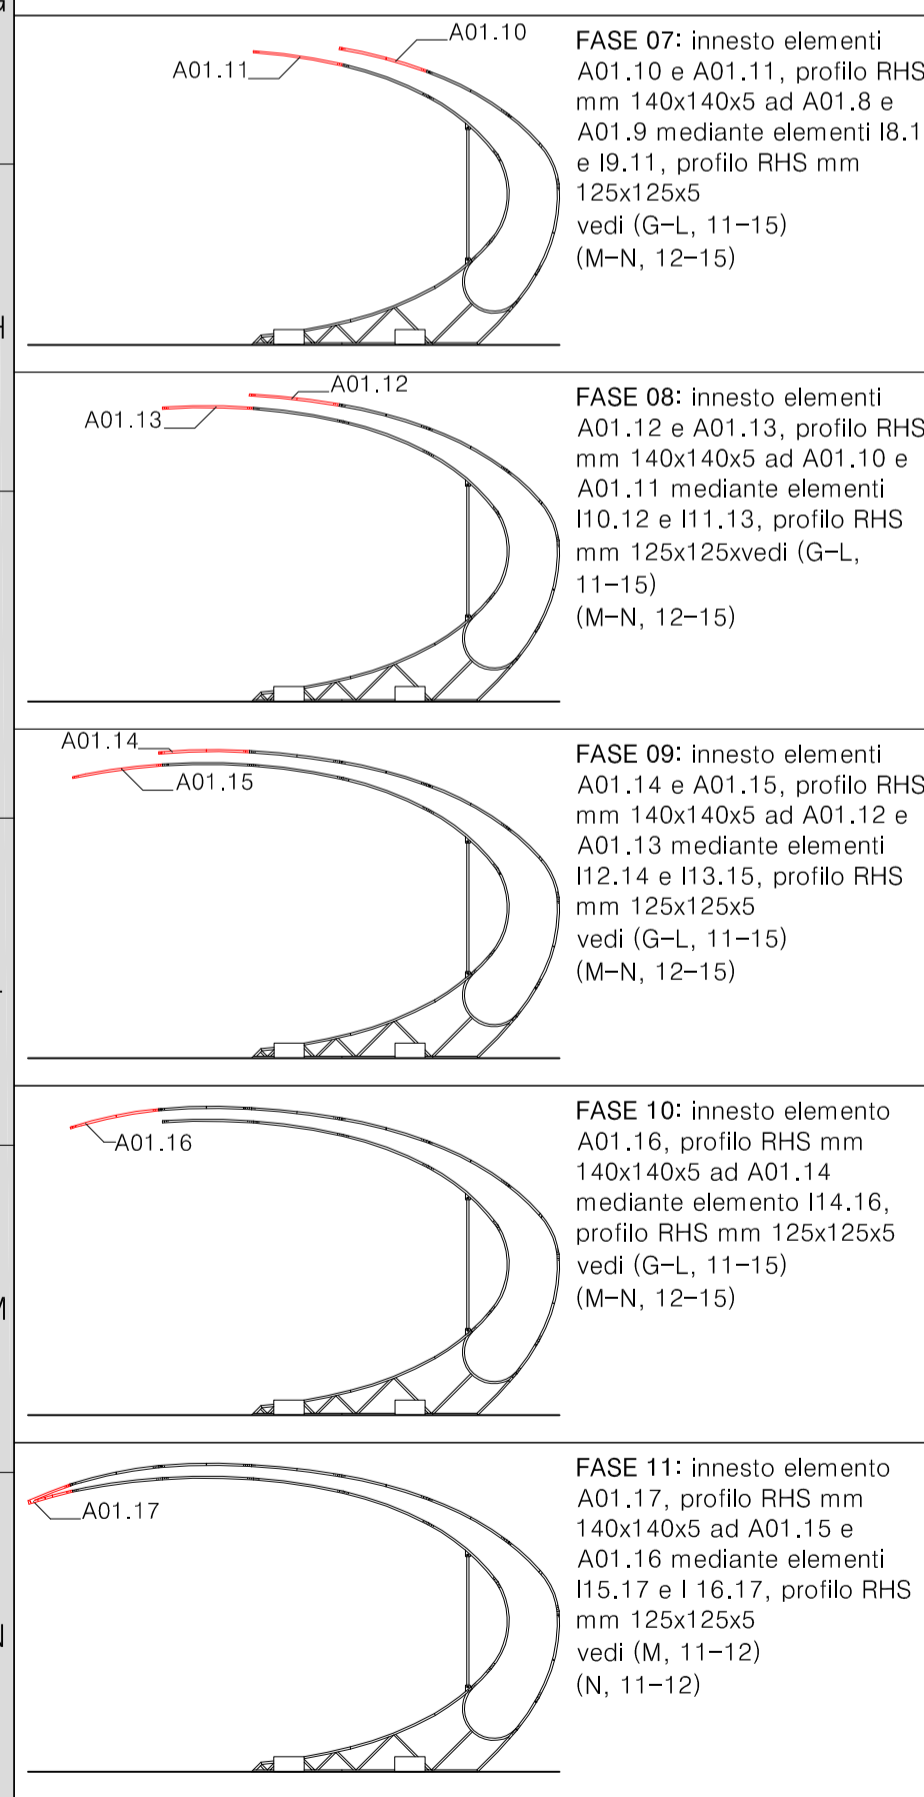 A01.10
A01.11
FASE 07: innesto elementi
A01.10 e A01.11, profilo RHS
mm 140x140x5 ad A01.8 e
A01.9 mediante elementi I8.1
e I9.11, profilo RHS mm
125x125x5
vedi (G-L, 11-15)
(M-N, 12-15)
H
A01.12
A01.13
FASE 08: innesto elementi
A01.12 e A01.13, profilo RHS
mm 140x140x5 ad A01.10 e
A01.11 mediante elementi
I10.12 e I11.13, profilo RHS
mm 125x125xvedi (G-L,
11-15)
(M-N, 12-15)
A01.14
A01.15
FASE 09: innesto elementi
A01.14 e A01.15, profilo RHS
mm 140x140x5 ad A01.12 e
A01.13 mediante elementi
I12.14 e I13.15, profilo RHS
mm 125x125x5
vedi (G-L, 11-15)
(M-N, 12-15)
A01.16
FASE 10: innesto elemento
A01.16, profilo RHS mm
140x140x5 ad A01.14
mediante elemento I14.16,
profilo RHS mm 125x125x5
vedi (G-L, 11-15)
(M-N, 12-15)
M
A01.17
FASE 11: innesto elemento
A01.17, profilo RHS mm
140x140x5 ad A01.15 e
A01.16 mediante elementi
I15.17 e I 16.17, profilo RHS
mm 125x125x5
vedi (M, 11-12)
(N, 11-12)
N